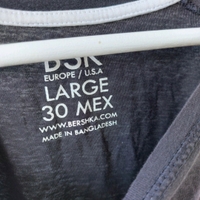 BSK
EUROPE / U.S.A
LARGE
30 MEX
WWW.BERSHKA.COM
MADE IN BANGLADESH